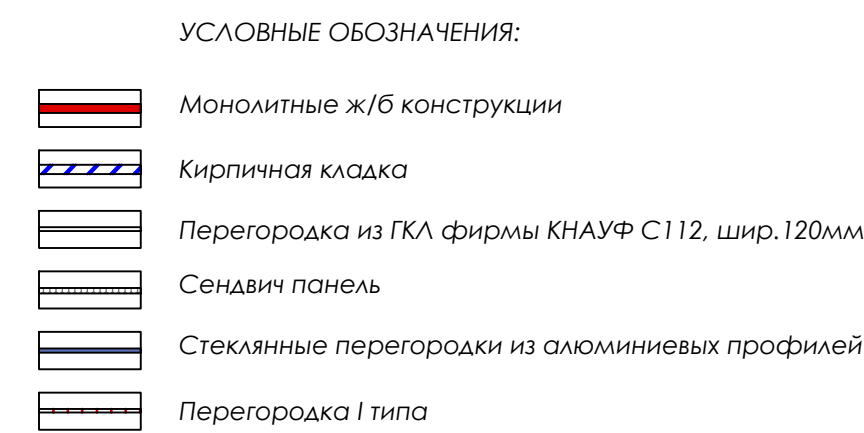 УСЛОВНЫЕ ОБОЗНАЧЕНИЯ:
Монолитные ж/б конструкции
Кирпичная кладка
Перегородка из ГКЛ фирмы КНАУФ С112, шир.120мм
Сендвич панель
Стеклянные перегородки из алюминиевых профилей
Перегородка I типа